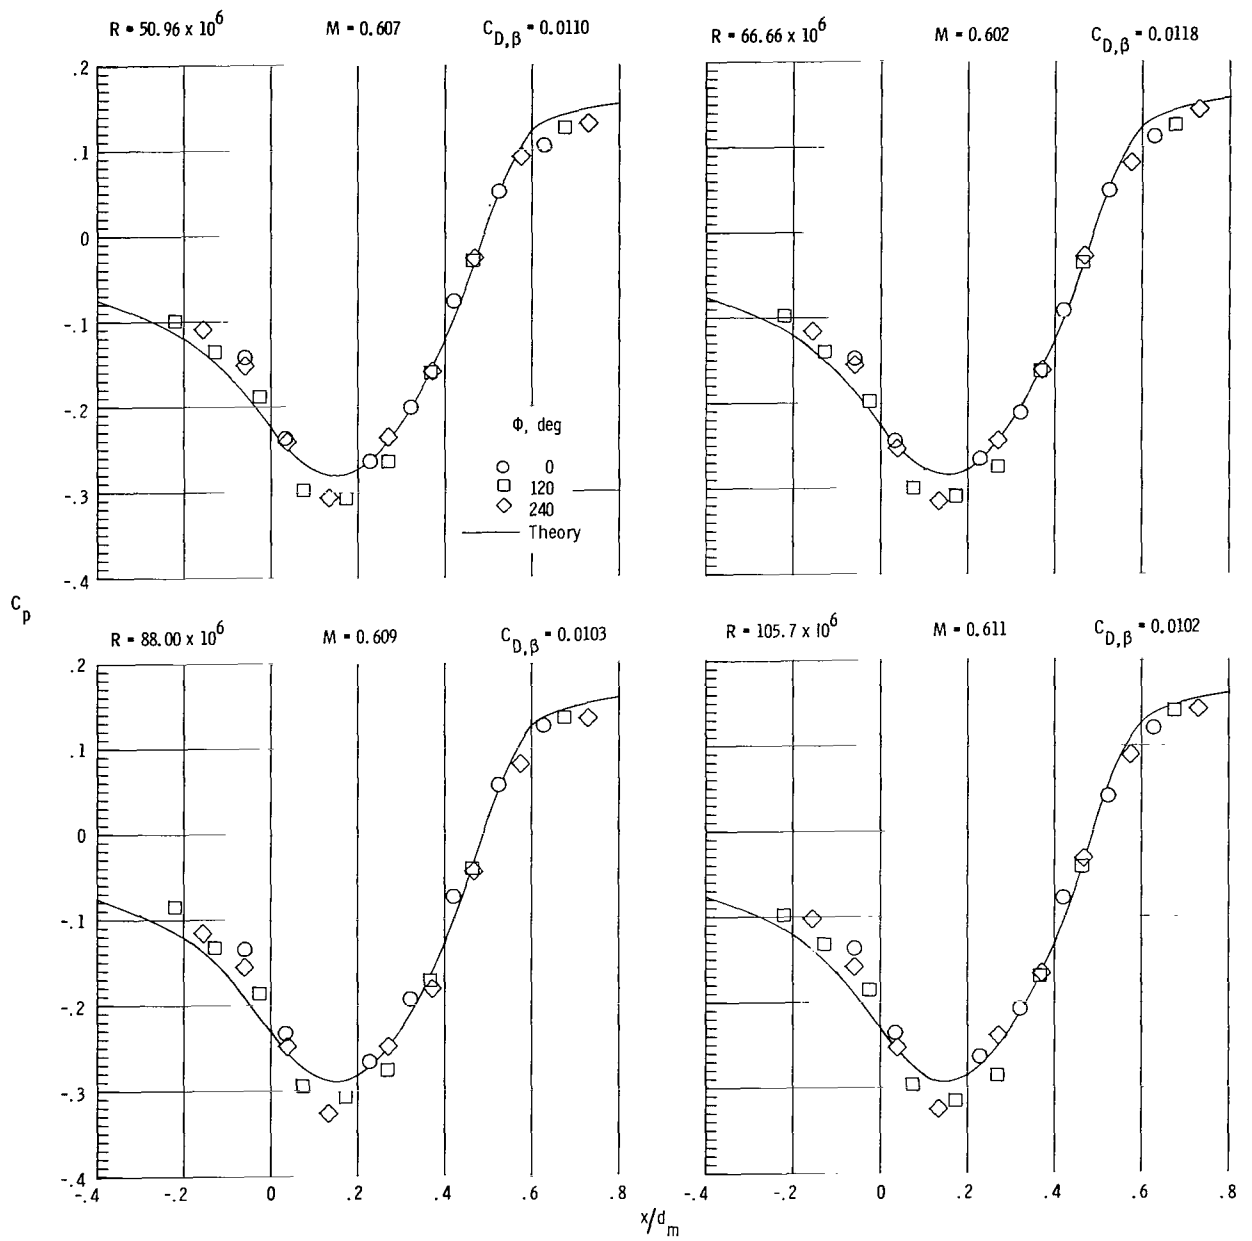 R = 50.96 x 10^6 M = 0.607 C_D,β = 0.0110
R = 66.66 x 10^6 M = 0.602 C_D,β = 0.0118
.2
.1
0
-.1
-.2
-.3
-.4
Φ, deg
0
120
240
Theory
C_p
R = 88.00 x 10^6 M = 0.609 C_D,β = 0.0103
R = 105.7 x 10^6 M = 0.611 C_D,β = 0.0102
.2
.1
0
-.1
-.2
-.3
-.4
-.4 -.2 0 .2 .4 .6 .8
-.4 -.2 0 .2 .4 .6 .8
x/d_m